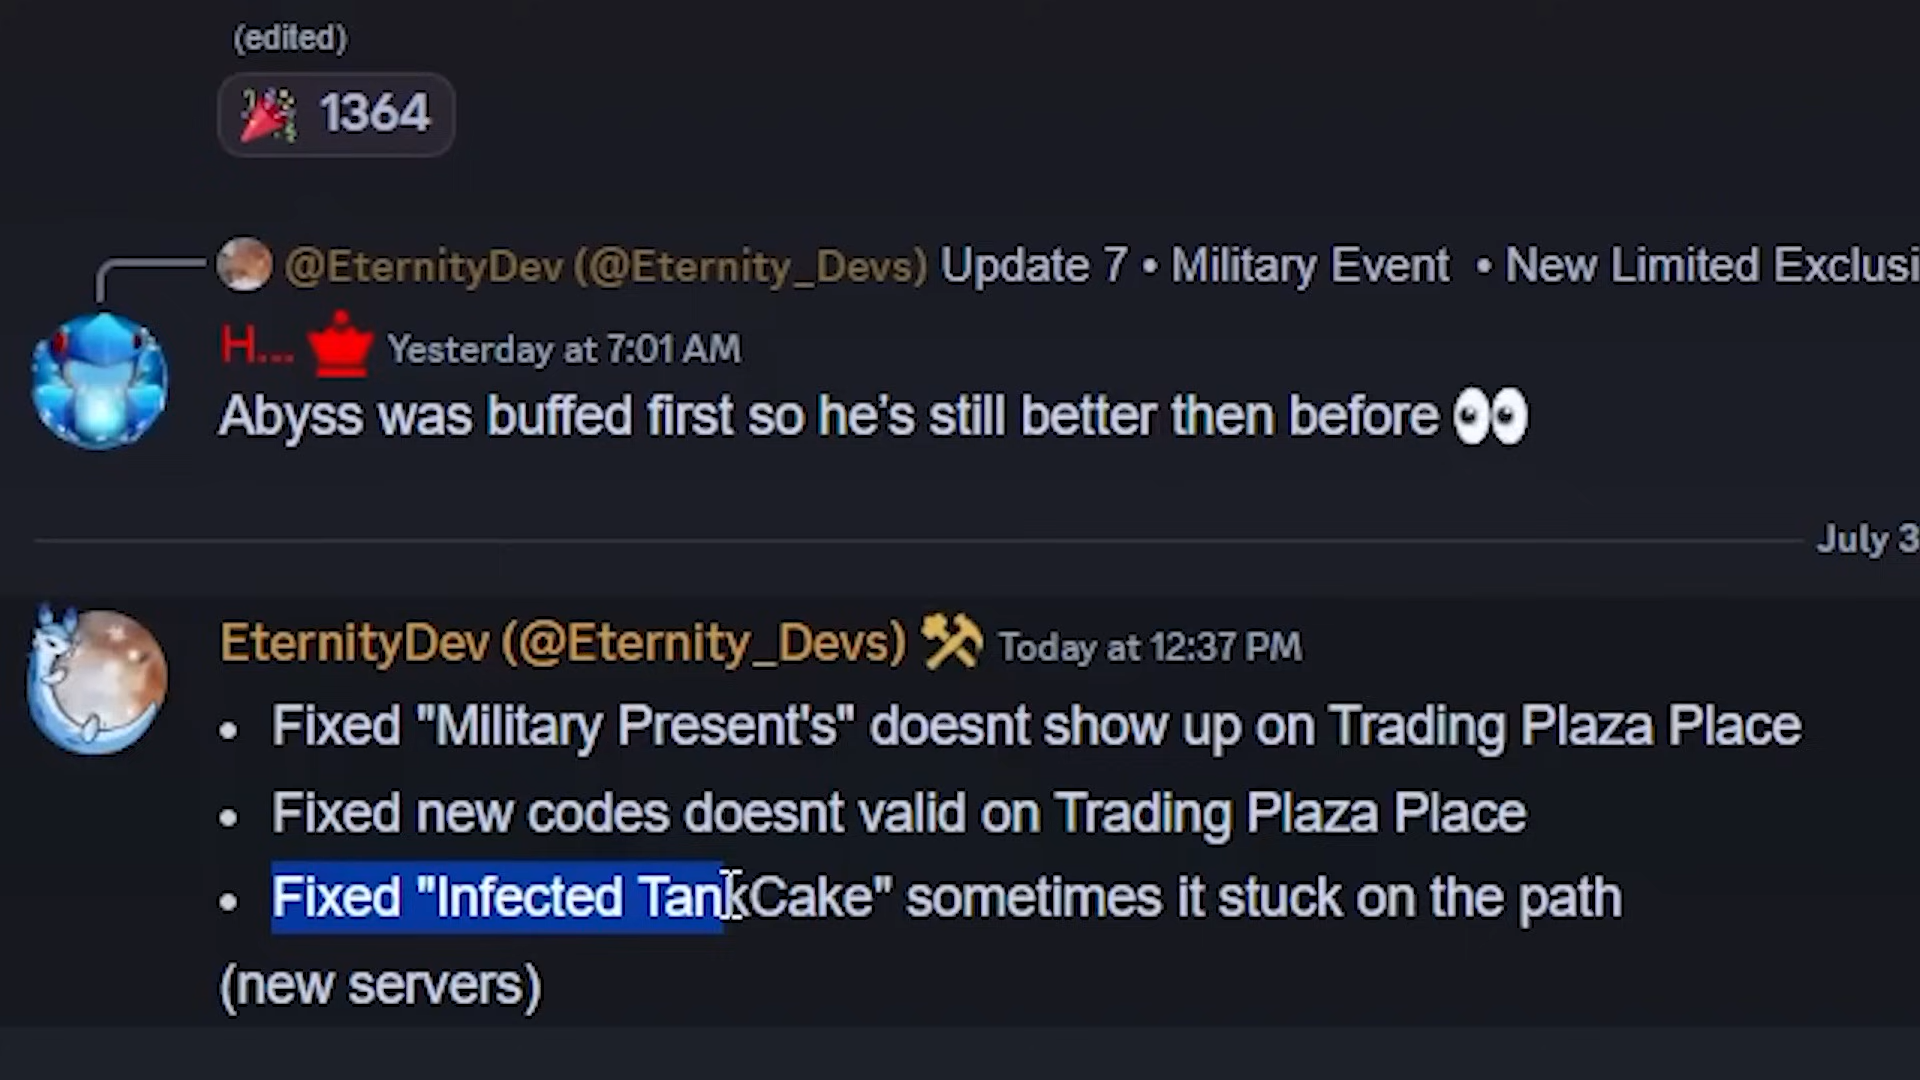 (edited)
1364
@EternityDev (@Eternity_Devs) Update 7 • Military Event • New Limited
H... Yesterday at 7:01 AM
Abyss was buffed first so he's still better then before 👀
July
EternityDev (@Eternity_Devs) Today at 12:37 PM
• Fixed "Military Present's" doesnt show up on Trading Plaza Place
• Fixed new codes doesnt valid on Trading Plaza Place
• Fixed "Infected TankCake" sometimes it stuck on the path
(new servers)